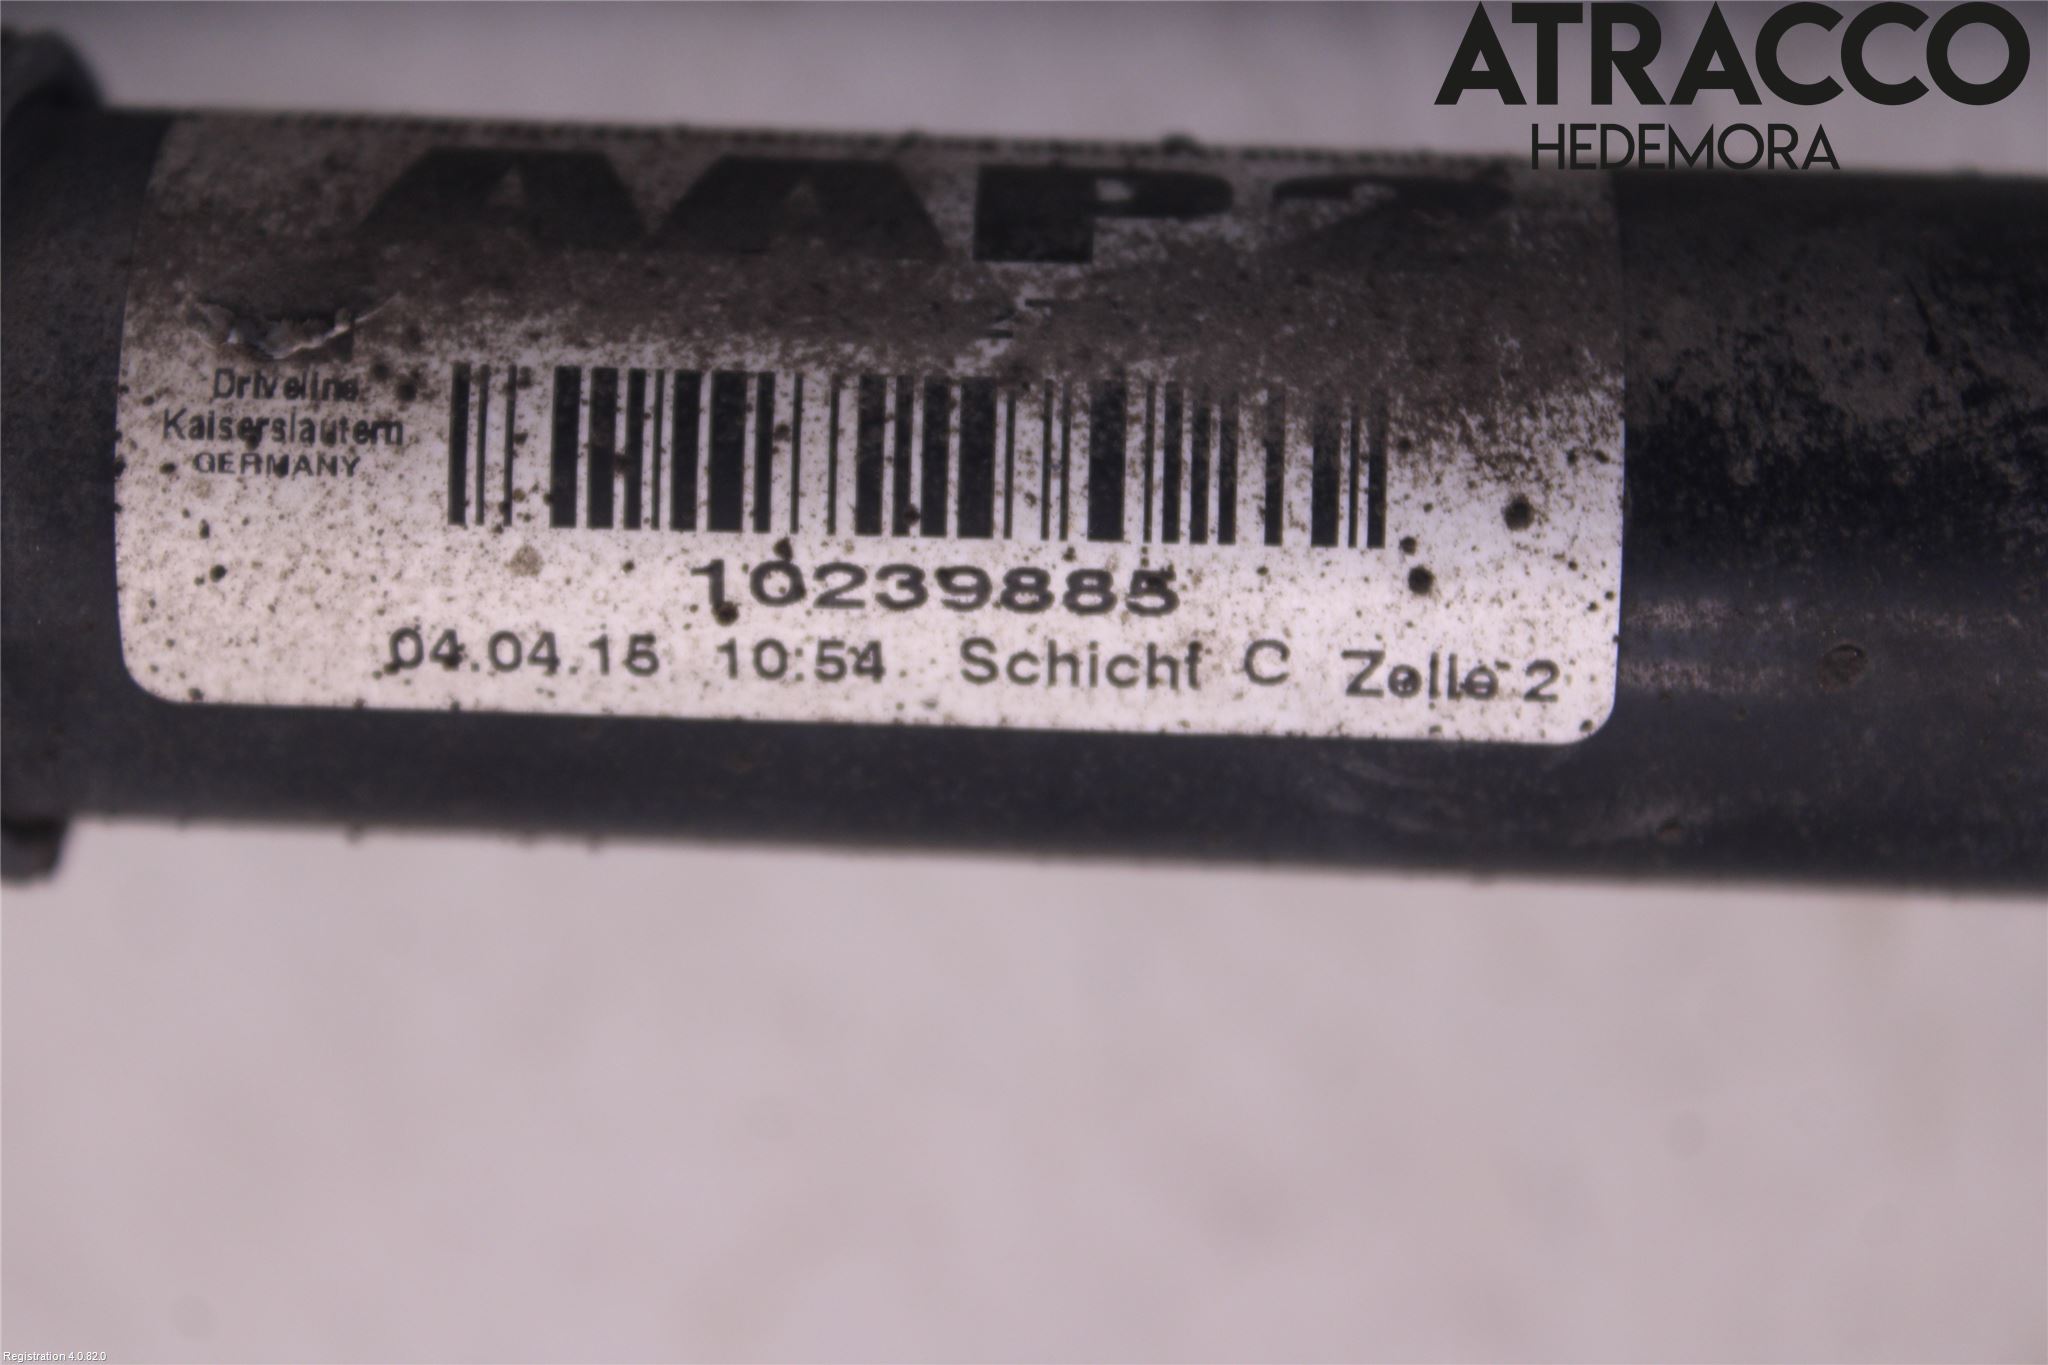 ATRACCO
HEDEMORA
AAP2
Driveline
Kaiserslautern
GERMANY
10239885
04.04.15 10:54 Schicht C Zelle 2
Registration 4.0.82.0